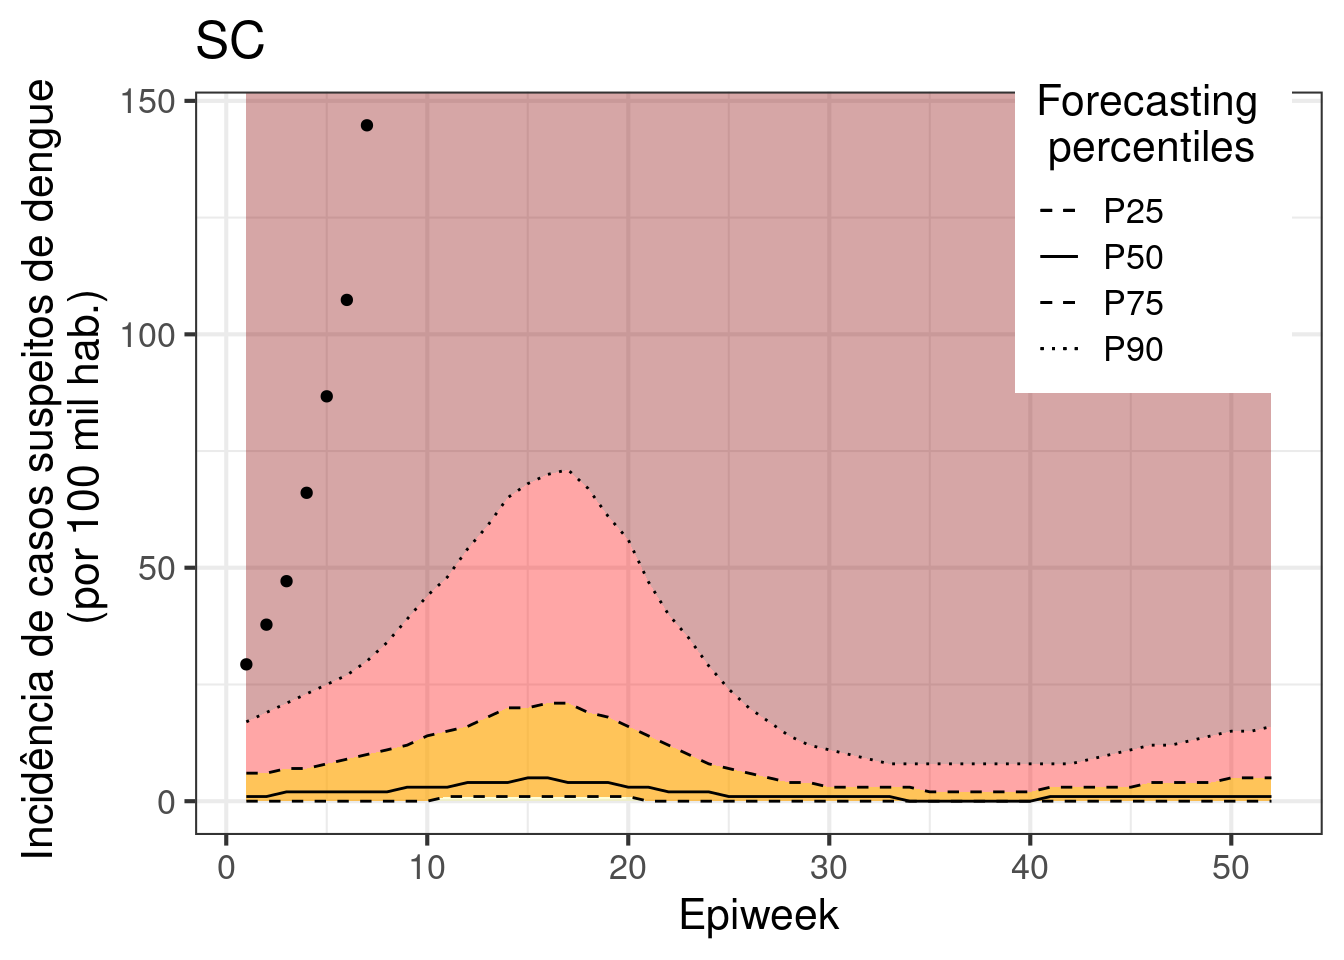 SC
Incidência de casos suspeitos de dengue
(por 100 mil hab.)
150
100
50
0
Forecasting
percentiles
P25
P50
P75
P90
0 10 20 30 40 50
Epiweek